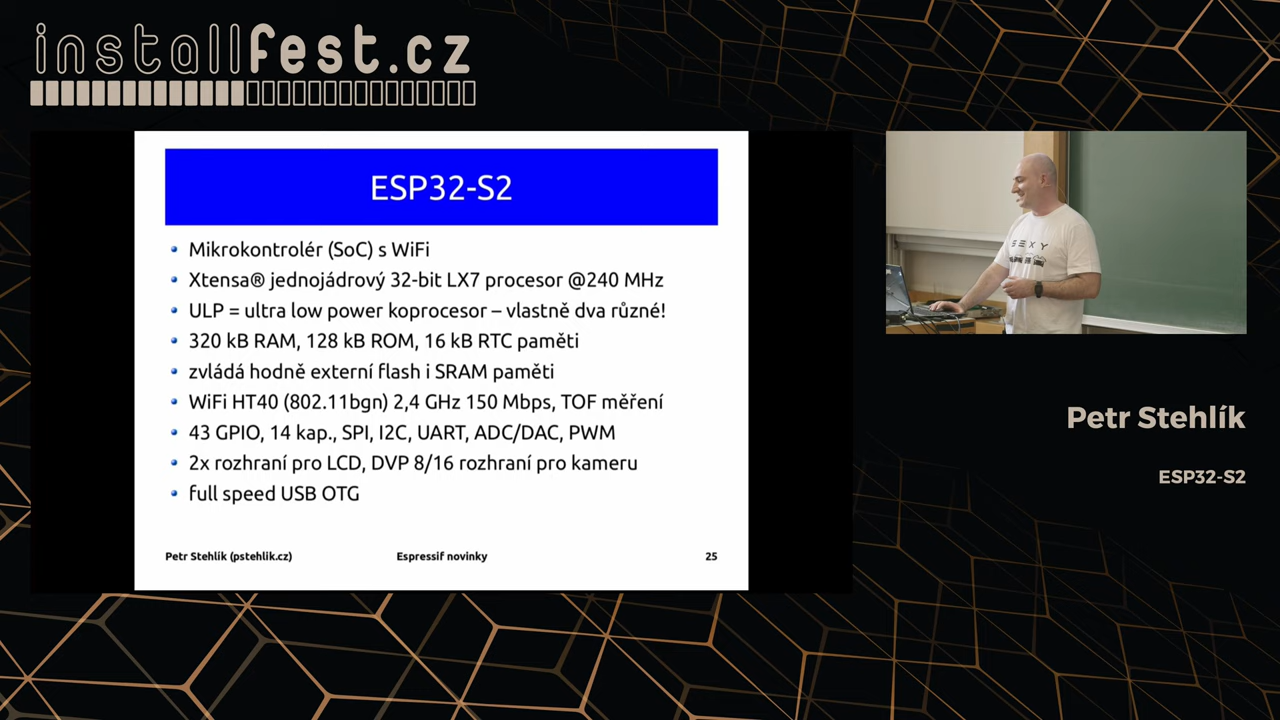 installfest.cz
ESP32-S2
Mikrokontrolér (SoC) s WiFi
Xtensa® jednojádrový 32-bit LX7 procesor @240 MHz
ULP = ultra low power koprocesor – vlastně dva různé!
320 kB RAM, 128 kB ROM, 16 kB RTC paměti
zvládá hodně externí flash i SRAM paměti
WiFi HT40 (802.11bgn) 2,4 GHz 150 Mbps, TOF měření
43 GPIO, 14 kap., SPI, I2C, UART, ADC/DAC, PWM
2x rozhraní pro LCD, DVP 8/16 rozhraní pro kameru
full speed USB OTG
Petr Stehlík (pstehlik.cz) Espressif novinky 25
Petr Stehlík
ESP32-S2